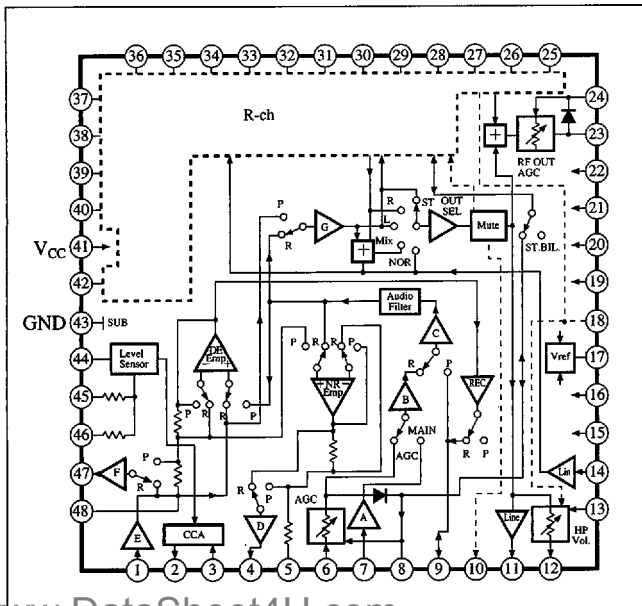 36 35 34 33 32 31 30 29 28 27 26 25
37
24
R-ch
38
23
RF OUT
AGC
39
22
40
P
R
ST
OUT
SEL
21
VCC
41
R
G
L
Mute
20
ST.BIL.
Mix
42
NOR
19
GND
43
SUB
Audio
Filter
18
44
Level
Sensor
DE
Emp.
P
R
P
C
Vref
17
45
NR
Emp.
R
P
REC
16
P
R
R
P
B
46
15
MAIN
R
P
47
F
P
R
R
P
AGC
Lin
14
48
AGC
D
A
13
E
CCA
Line
HP
Vol.
1 2 3 4 5 6 7 8 9 10 11 12
www.DataSheet4U.com